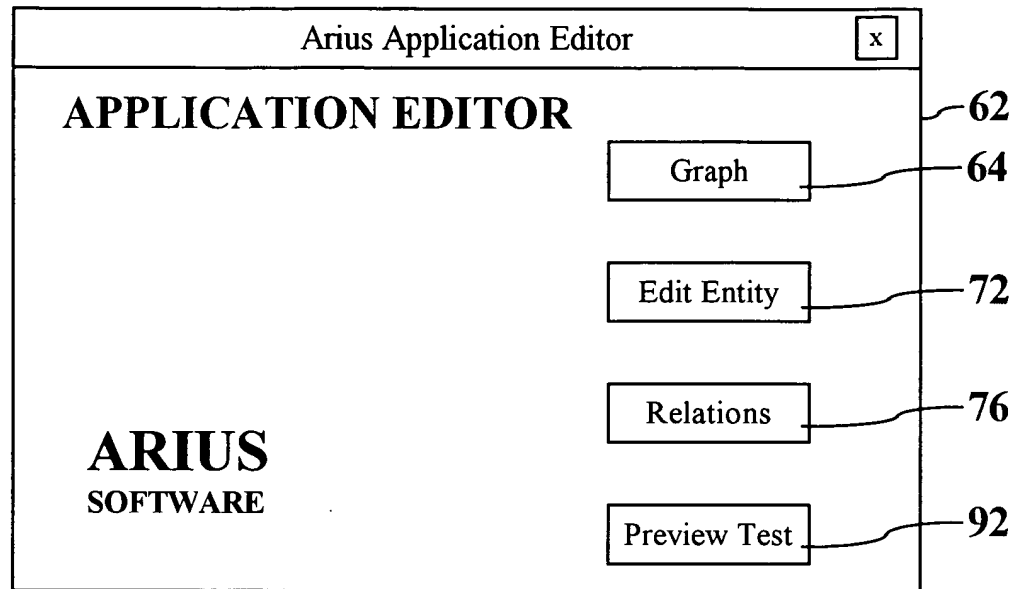 Arius Application Editor x
APPLICATION EDITOR
62
Graph 64
Edit Entity 72
Relations 76
ARIUS
SOFTWARE
Preview Test 92